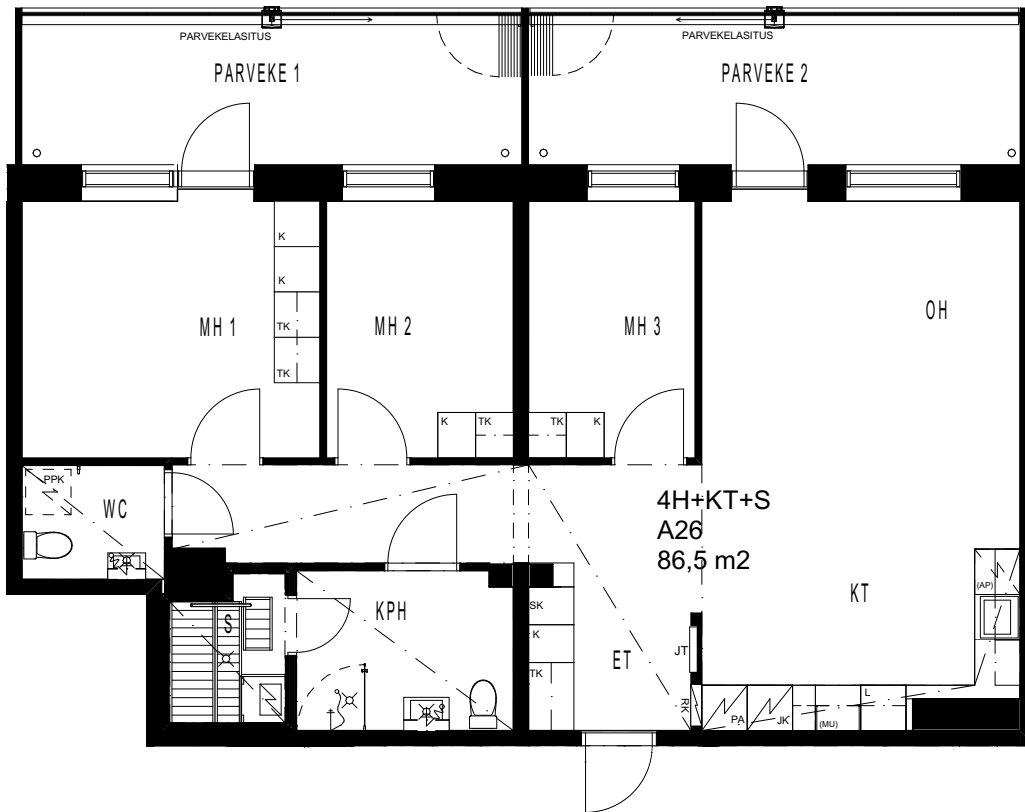 PARVEKELASITUS
PARVEKELASITUS
PARVEKE 1
PARVEKE 2
K
K
TK
TK
MH 1
MH 2
MH 3
OH
K
TK
TK
K
PPK
WC
4H+KT+S
A26
86,5 m2
S
KPH
SK
K
TK
ET
JT
RK
KT
(AP)
PA
JK
(MU)
L